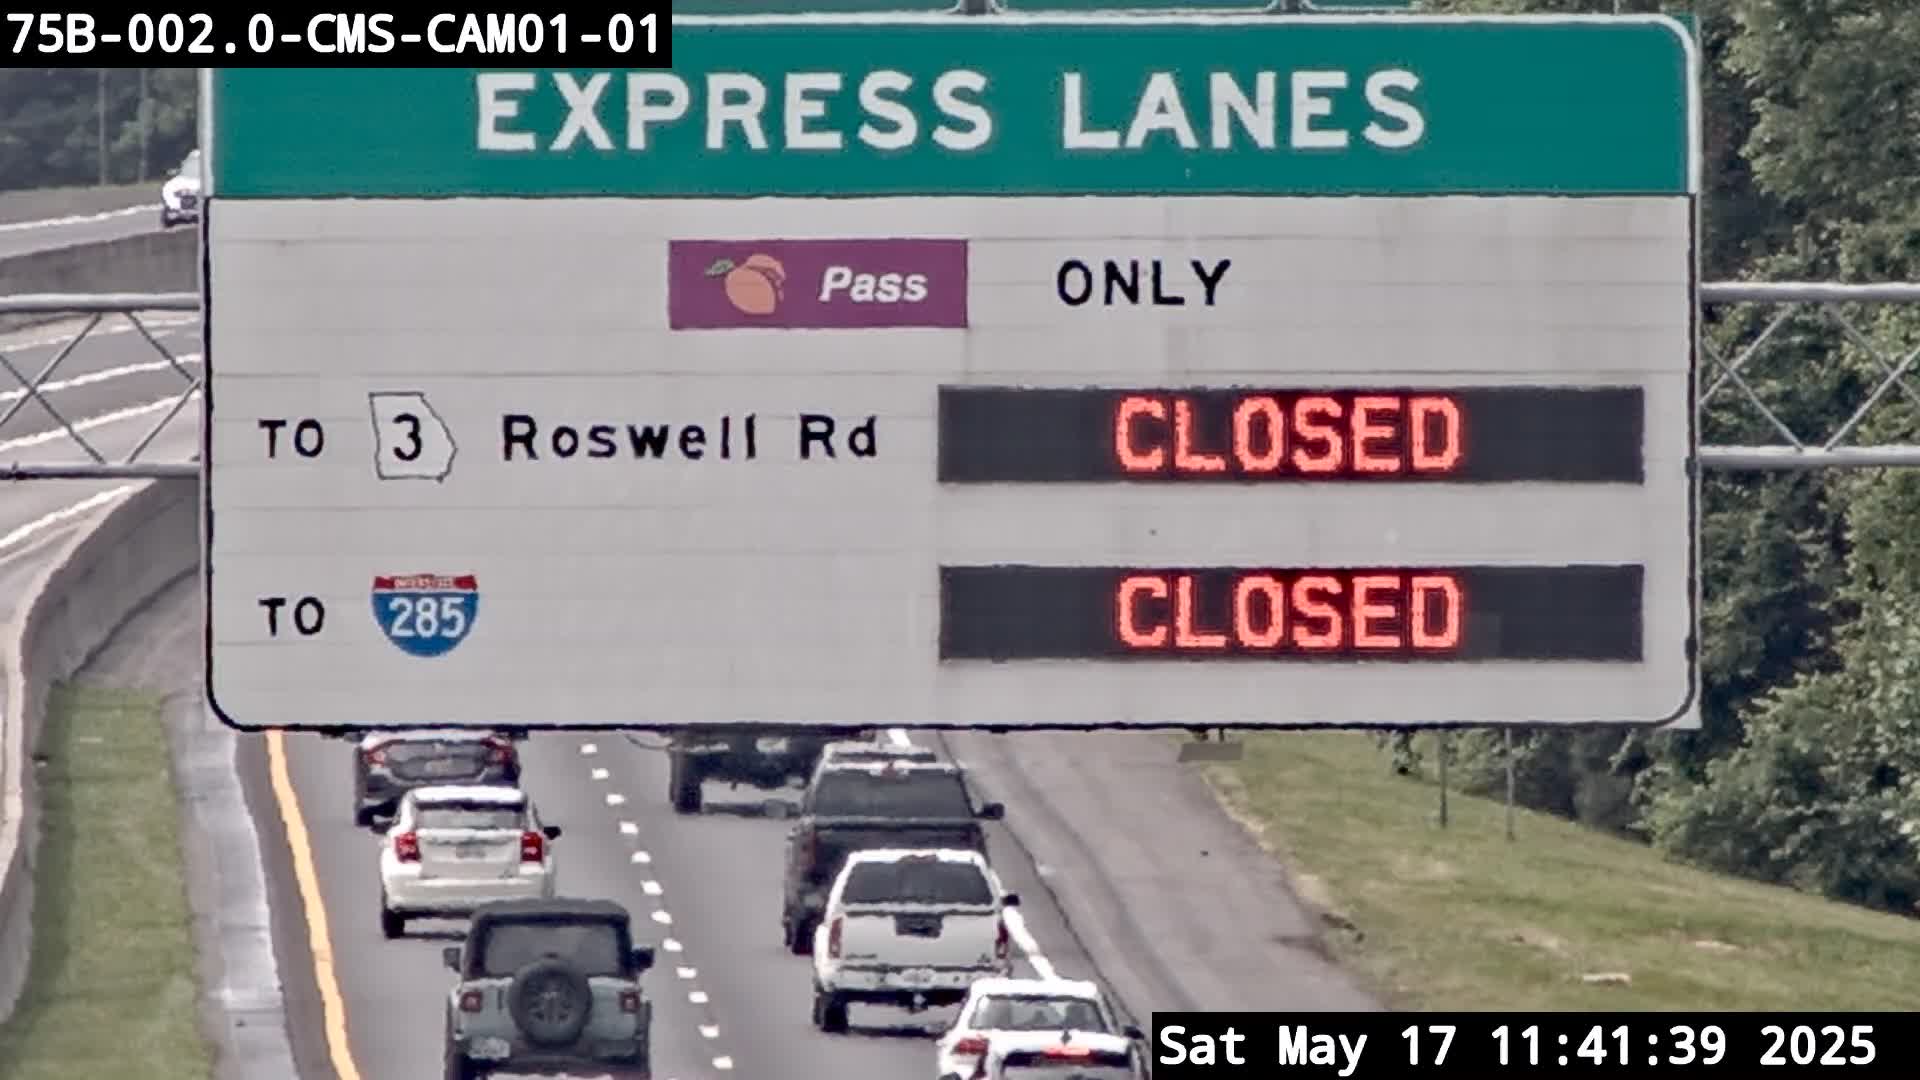 75B-002.0-CMS-CAM01-01
EXPRESS LANES
Pass ONLY
TO 3 Roswell Rd CLOSED
INTERSTATE
TO 285 CLOSED
Sat May 17 11:41:39 2025